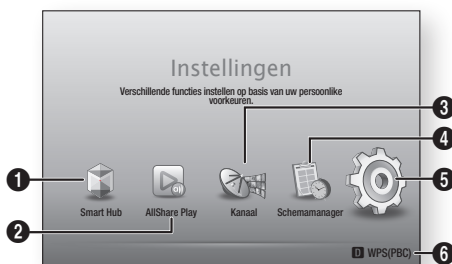 Instellingen
Verschillende functies instellen op basis van uw persoonlike
voorkeuren.
3
4
1
5
Smart Hub AllShare Play Kanaal Schemamanager
2
D WPS(PBC) 6